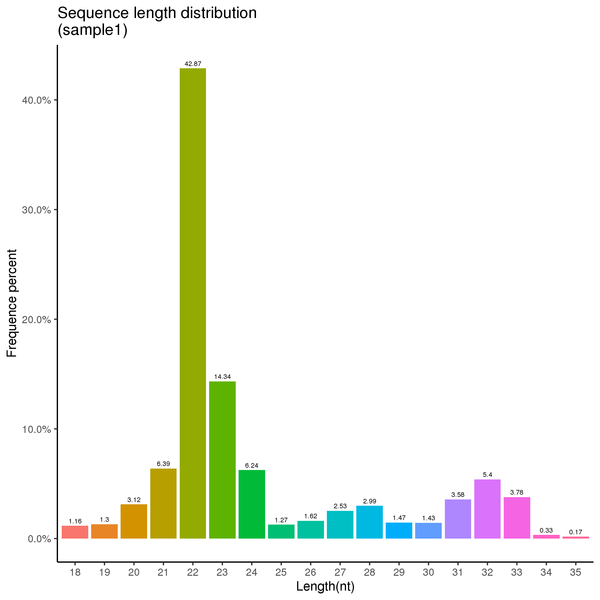 Sequence length distribution
(sample1)
Frequence percent
40.0%
30.0%
20.0%
10.0%
0.0%
1.16 1.3 3.12 6.39 42.87 14.34 6.24 1.27 1.62 2.53 2.99 1.47 1.43 3.58 5.4 3.78 0.33 0.17
18 19 20 21 22 23 24 25 26 27 28 29 30 31 32 33 34 35
Length(nt)